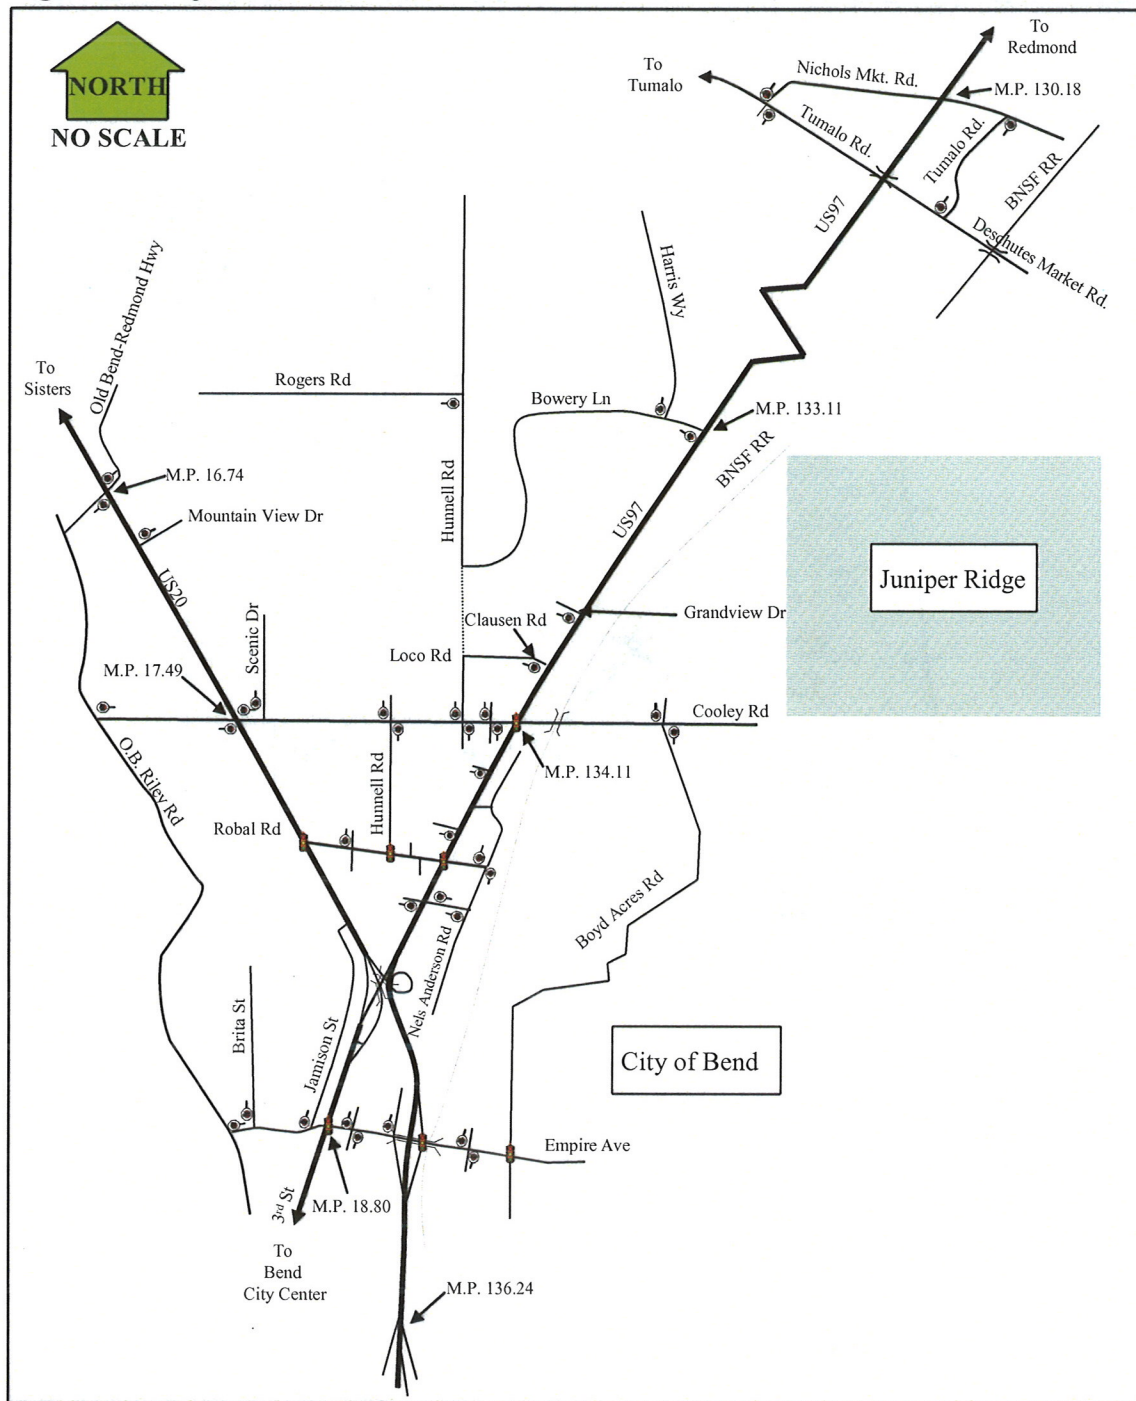 NORTH
NO SCALE
To
Redmond
To
Tumalo
Nichols Mkt. Rd.
M.P. 130.18
Tumalo Rd.
Tumalo Rd.
BNSF RR
US97
Deschutes Market Rd.
Harris Wy
Old Bend-Redmond Hwy
To
Sisters
Rogers Rd
Bowery Ln
M.P. 133.11
BNSF RR
M.P. 16.74
Hunnell Rd
Mountain View Dr
US97
Juniper Ridge
US20
Grandview Dr
Clausen Rd
Scenic Dr
Loco Rd
M.P. 17.49
Cooley Rd
O.B. Riley Rd
M.P. 134.11
Hunnell Rd
Robal Rd
Boyd Acres Rd
Nels Anderson Rd
Brita St
Jamison St
City of Bend
Empire Ave
3rd St
M.P. 18.80
To
Bend
City Center
M.P. 136.24